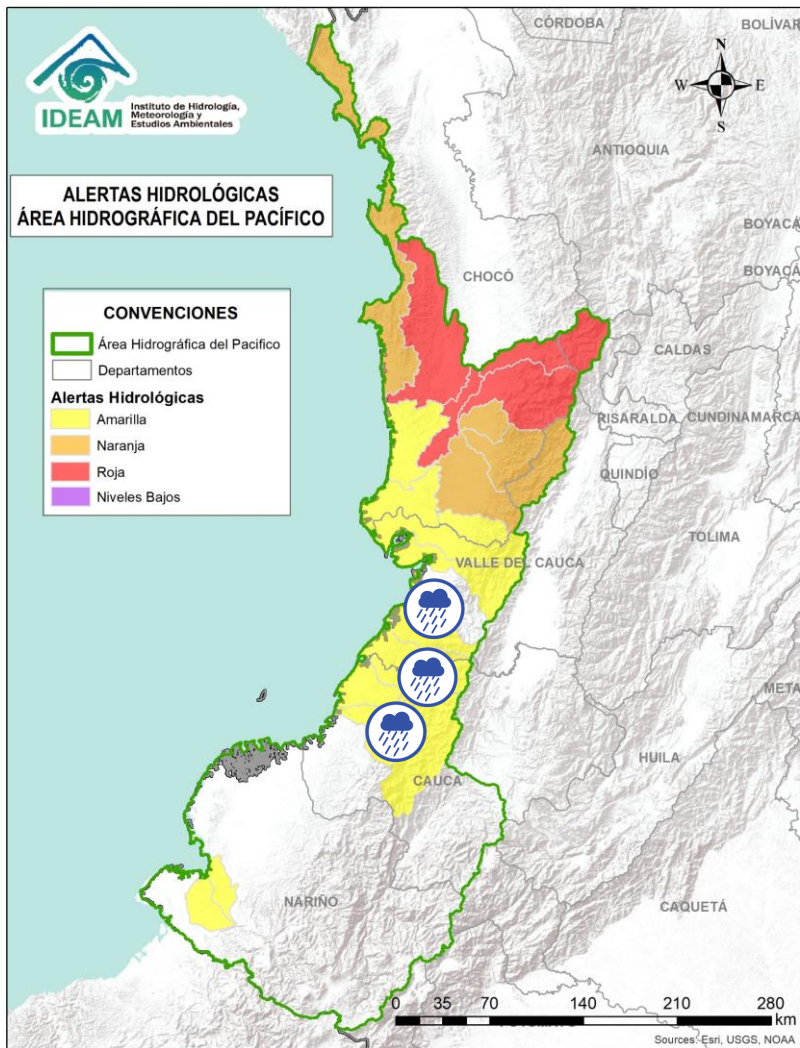 IDEAM
Instituto de Hidrología,
Meteorología y
Estudios Ambientales
ALERTAS HIDROLÓGICAS
ÁREA HIDROGRÁFICA DEL PACÍFICO
CONVENCIONES
Área Hidrográfica del Pacifico
Departamentos
Alertas Hidrológicas
Amarilla
Naranja
Roja
Niveles Bajos
N
W
E
S
CÓRDOBA
BOLÍVAR
ANTIOQUIA
BOYACÁ
BOYACÁ
CHOCÓ
CALDAS
RISARALDA
CUNDINAMARCA
QUINDÍO
TOLIMA
VALLE DEL CAUCA
META
HUILA
CAUCA
NARIÑO
CAQUETÁ
0 35 70 140 210 280
km
Sources: Esri, USGS, NOAA